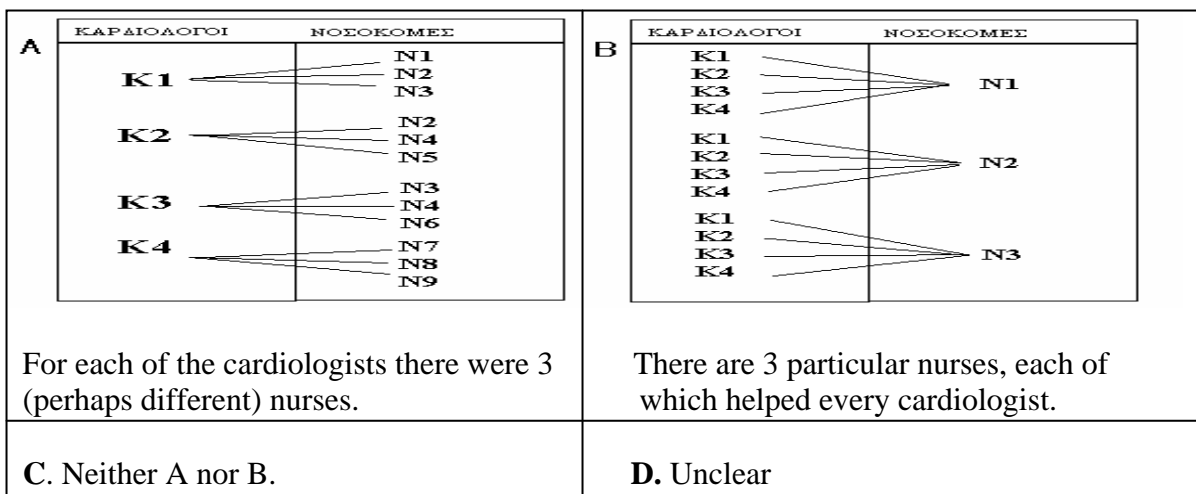 A
ΚΑΡΔΙΟΛΟΓΟΙ ΝΟΣΟΚΟΜΕΣ
K1
N1
N2
N3
K2
N2
N4
N5
K3
N3
N4
N6
K4
N7
N8
N9
For each of the cardiologists there were 3
(perhaps different) nurses.
B
ΚΑΡΔΙΟΛΟΓΟΙ ΝΟΣΟΚΟΜΕΣ
K1
K2
K3
K4
N1
K1
K2
K3
K4
N2
K1
K2
K3
K4
N3
There are 3 particular nurses, each of
which helped every cardiologist.
C. Neither A nor B.
D. Unclear